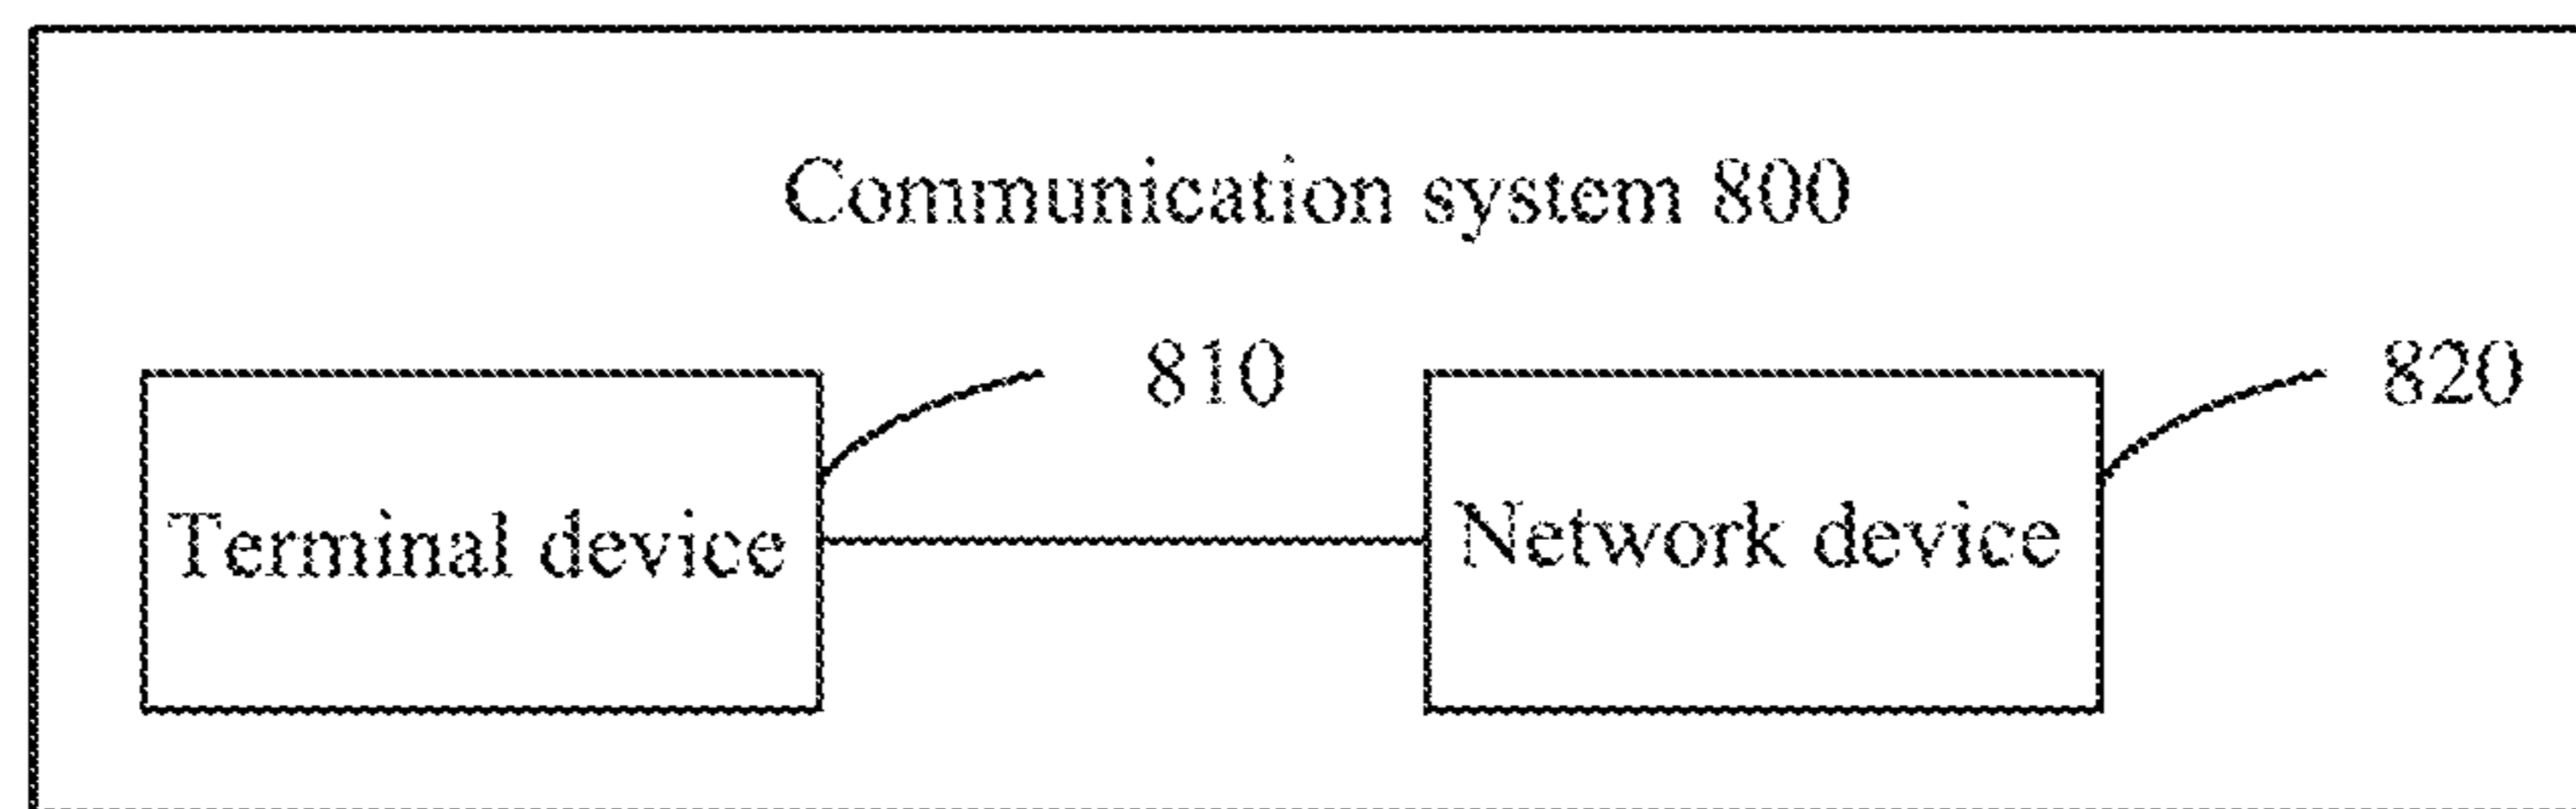 Communication system 800
810
820
Terminal device
Network device